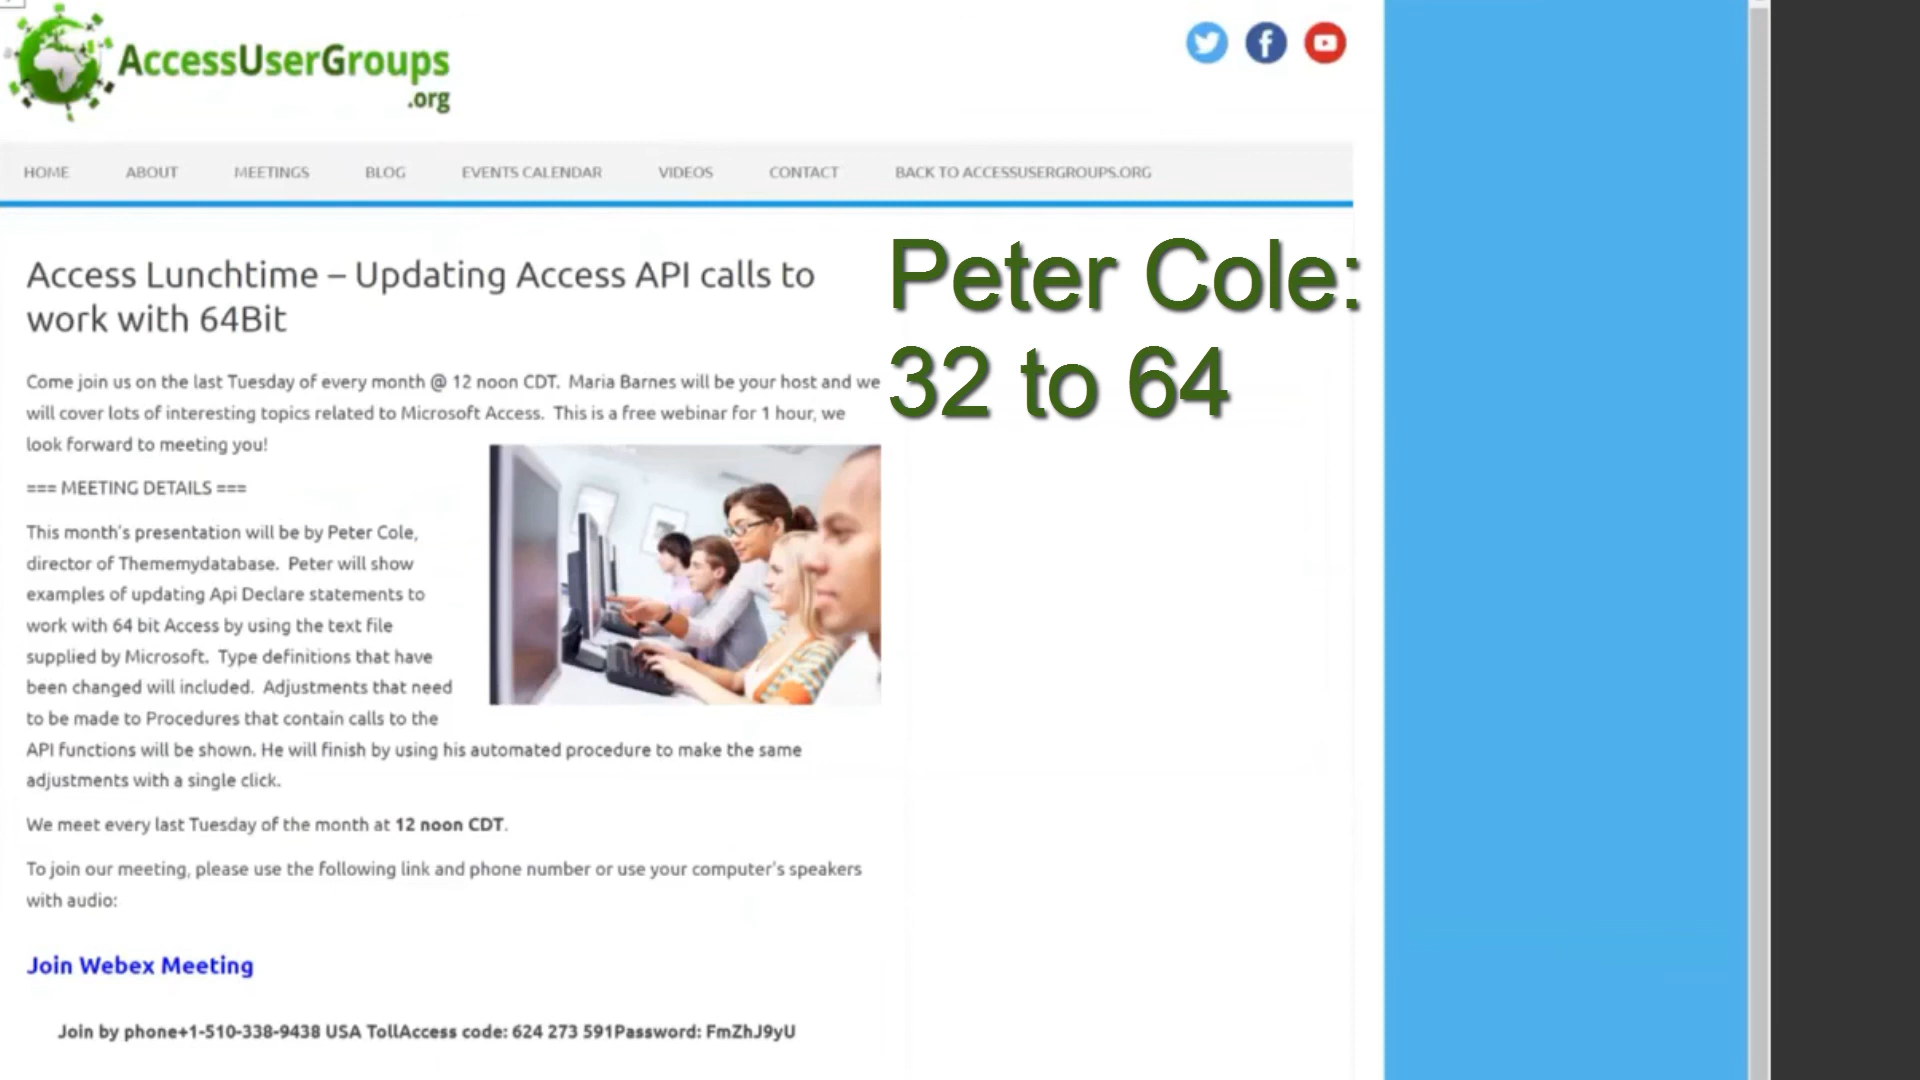 AccessUserGroups
.org
HOME ABOUT MEETINGS BLOG EVENTS CALENDAR VIDEOS CONTACT BACK TO ACCESSUSERGROUPS.ORG
Access Lunchtime – Updating Access API calls to
work with 64Bit
Peter Cole:
32 to 64
Come join us on the last Tuesday of every month @ 12 noon CDT. Maria Barnes will be your host and we
will cover lots of interesting topics related to Microsoft Access. This is a free webinar for 1 hour, we
look forward to meeting you!
=== MEETING DETAILS ===
This month's presentation will be by Peter Cole,
director of Thememydatabase. Peter will show
examples of updating Api Declare statements to
work with 64 bit Access by using the text file
supplied by Microsoft. Type definitions that have
been changed will included. Adjustments that need
to be made to Procedures that contain calls to the
API functions will be shown. He will finish by using his automated procedure to make the same
adjustments with a single click.
We meet every last Tuesday of the month at 12 noon CDT.
To join our meeting, please use the following link and phone number or use your computer's speakers
with audio:
Join Webex Meeting
Join by phone+1-510-338-9438 USA TollAccess code: 624 273 591Password: FmZhJ9yU